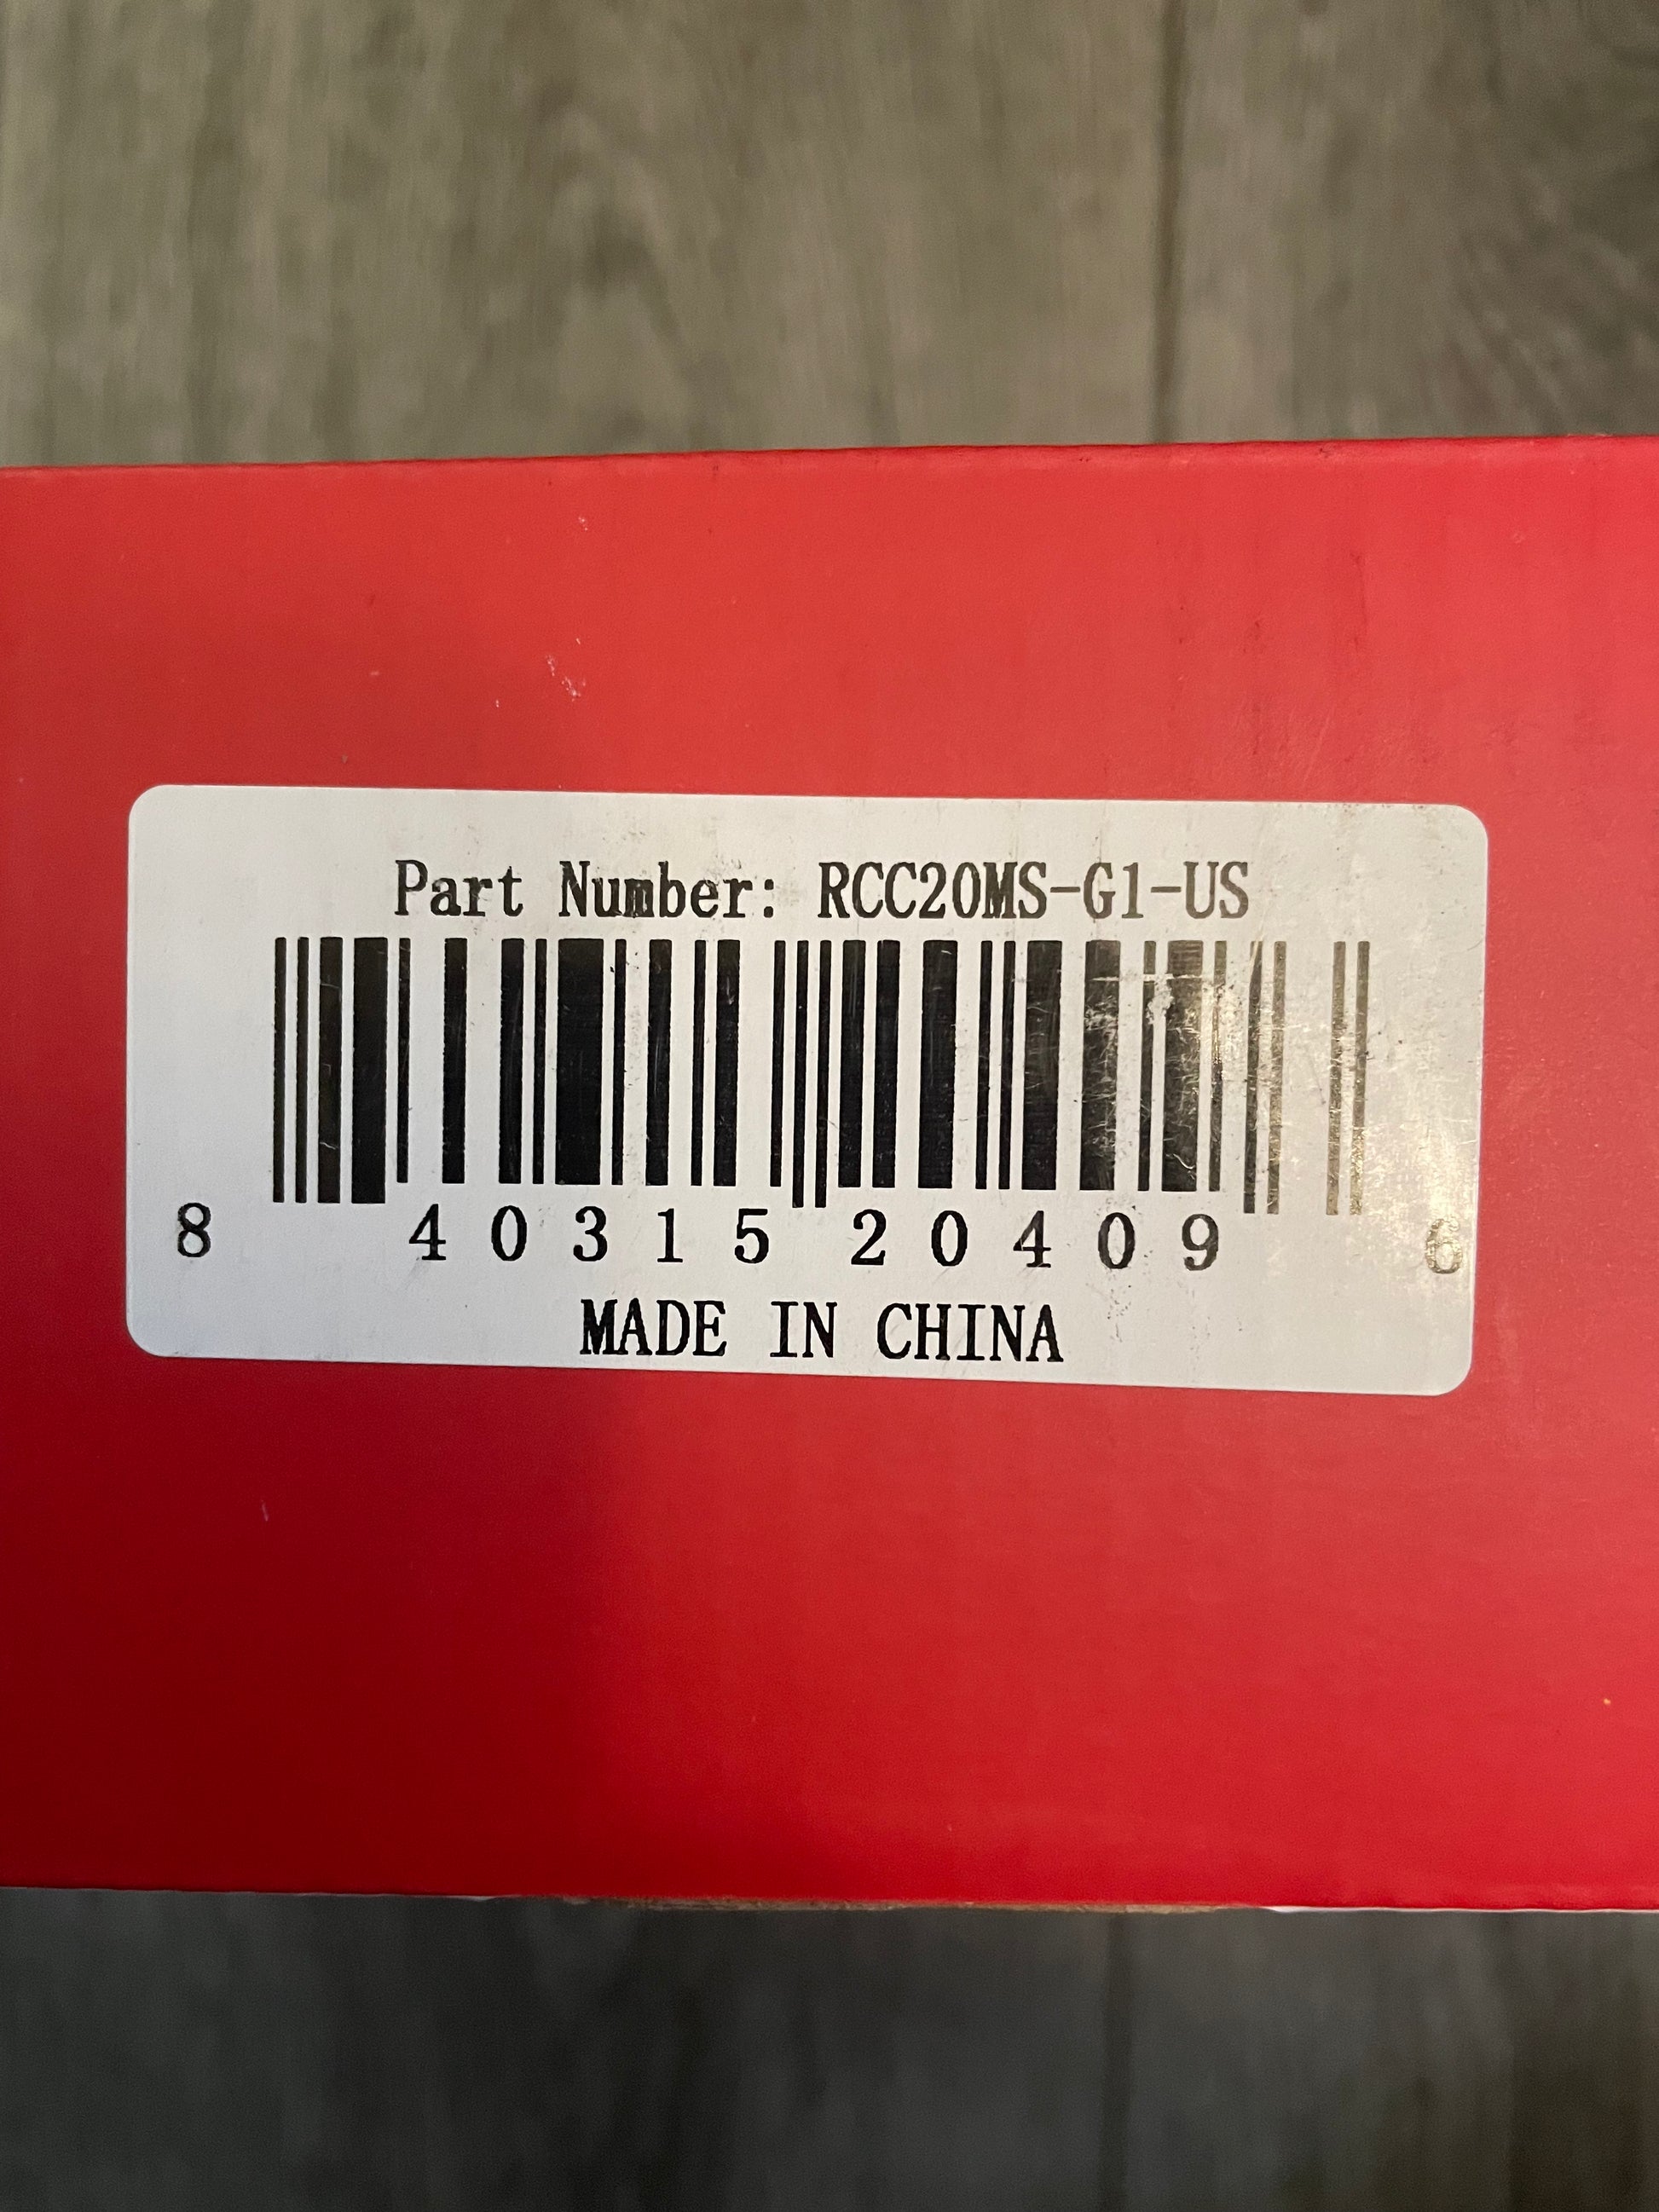 Part Number: RCC20MS-G1-US
8 40315 20409 6
MADE IN CHINA